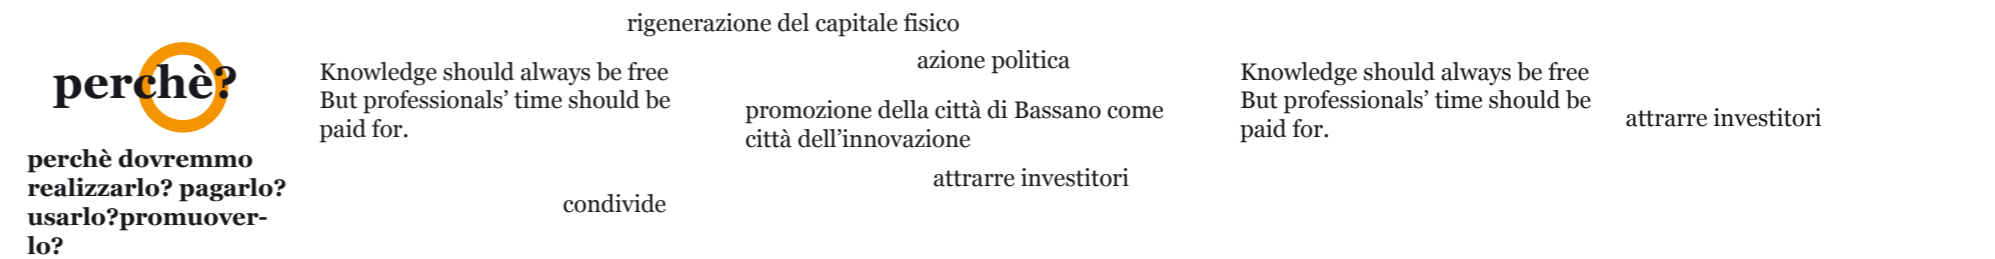 perchè?
perchè dovremmo
realizzarlo? pagarlo?
usarlo?promuover-
lo?
Knowledge should always be free
But professionals’ time should be
paid for.
condivide
rigenerazione del capitale fisico
azione politica
promozione della città di Bassano come
città dell’innovazione
attrarre investitori
Knowledge should always be free
But professionals’ time should be
paid for.
attrarre investitori